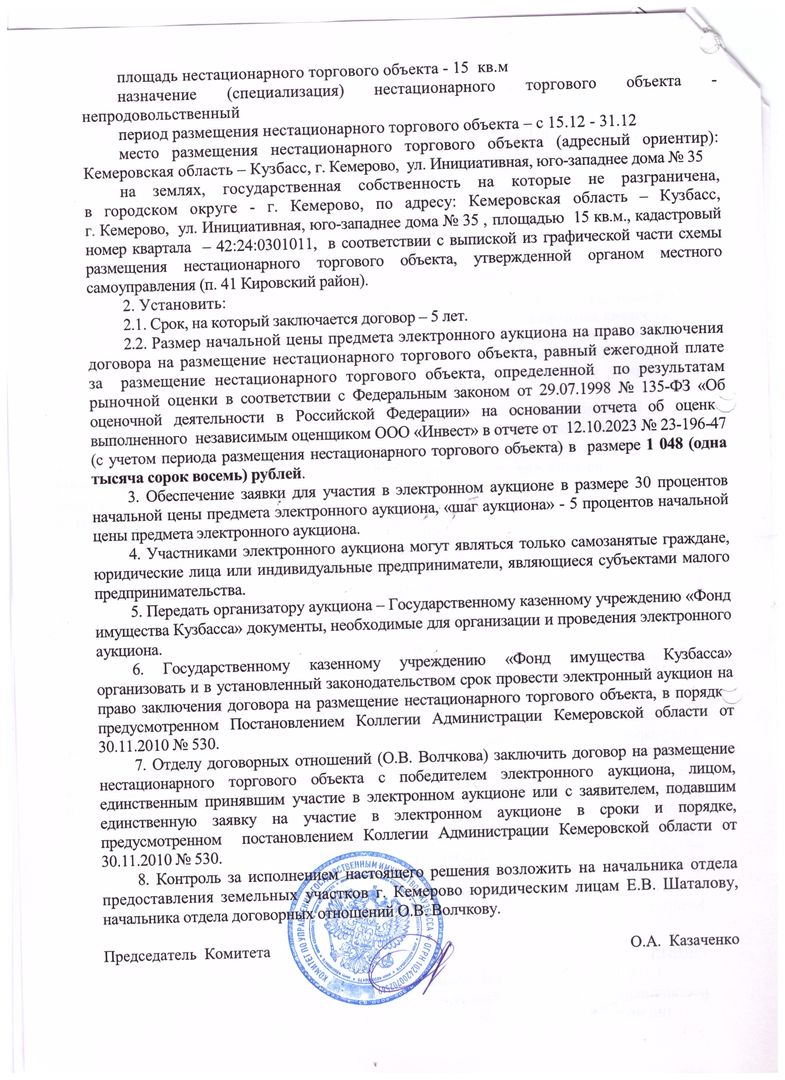 площадь нестационарного торгового объекта - 15 кв.м
назначение (специализация) нестационарного торгового объекта -
непродовольственный
период размещения нестационарного торгового объекта – с 15.12 - 31.12
место размещения нестационарного торгового объекта (адресный ориентир):
Кемеровская область – Кузбасс, г. Кемерово, ул. Инициативная, юго-западнее дома № 35
на землях, государственная собственность на которые не разграничена,
в городском округе - г. Кемерово, по адресу: Кемеровская область – Кузбасс,
г. Кемерово, ул. Инициативная, юго-западнее дома № 35 , площадью 15 кв.м., кадастровый
номер квартала – 42:24:0301011, в соответствии с выпиской из графической части схемы
размещения нестационарного торгового объекта, утвержденной органом местного
самоуправления (п. 41 Кировский район).
2. Установить:
2.1. Срок, на который заключается договор – 5 лет.
2.2. Размер начальной цены предмета электронного аукциона на право заключения
договора на размещение нестационарного торгового объекта, равный ежегодной плате
за размещение нестационарного торгового объекта, определенной по результатам
рыночной оценки в соответствии с Федеральным законом от 29.07.1998 № 135-ФЗ «Об
оценочной деятельности в Российской Федерации» на основании отчета об оценк
выполненного независимым оценщиком ООО «Инвест» в отчете от 12.10.2023 № 23-196-47
(с учетом периода размещения нестационарного торгового объекта) в размере 1 048 (одна
тысяча сорок восемь) рублей.
3. Обеспечение заявки для участия в электронном аукционе в размере 30 процентов
начальной цены предмета электронного аукциона, «шаг аукциона» - 5 процентов начальной
цены предмета электронного аукциона.
4. Участниками электронного аукциона могут являться только самозанятые граждане,
юридические лица или индивидуальные предприниматели, являющиеся субъектами малого
предпринимательства.
5. Передать организатору аукциона – Государственному казенному учреждению «Фонд
имущества Кузбасса» документы, необходимые для организации и проведения электронного
аукциона.
6. Государственному казенному учреждению «Фонд имущества Кузбасса»
организовать и в установленный законодательством срок провести электронный аукцион на
право заключения договора на размещение нестационарного торгового объекта, в порядк
предусмотренном Постановлением Коллегии Администрации Кемеровской области от
30.11.2010 № 530.
7. Отделу договорных отношений (О.В. Волчкова) заключить договор на размещение
нестационарного торгового объекта с победителем электронного аукциона, лицом,
единственным принявшим участие в электронном аукционе или с заявителем, подавшим
единственную заявку на участие в электронном аукционе в сроки и порядке,
предусмотренном постановлением Коллегии Администрации Кемеровской области от
30.11.2010 № 530.
8. Контроль за исполнением настоящего решения возложить на начальника отдела
предоставления земельных участков г. Кемерово юридическим лицам Е.В. Шаталову,
начальника отдела договорных отношений О.В. Волчкову.
Председатель Комитета О.А. Казаченко